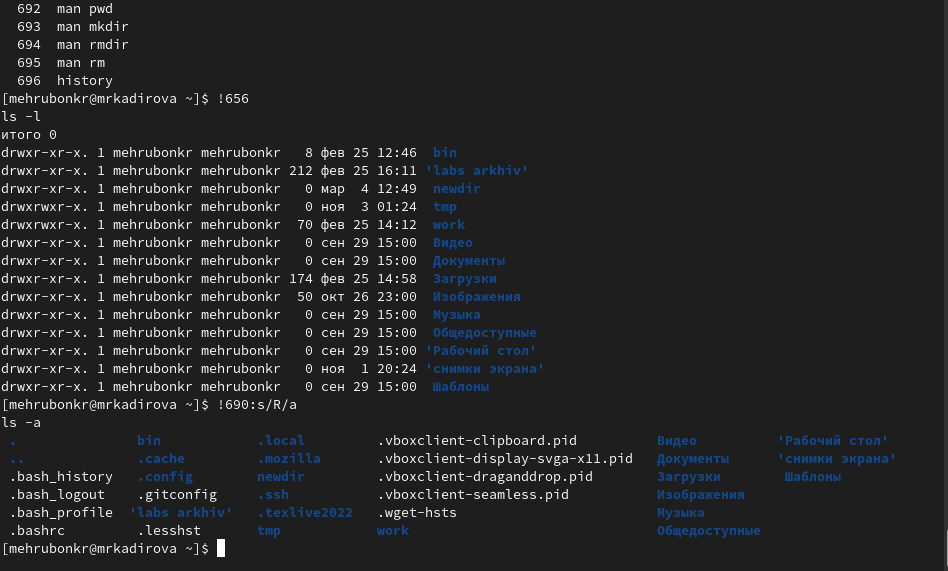 692  man pwd
693  man mkdir
694  man rmdir
695  man rm
696  history
[mehrubonkr@mrkadirova ~]$ !656
ls -l
итого 0
drwxr-xr-x. 1 mehrubonkr mehrubonkr   8 фев 25 12:46  bin
drwxr-xr-x. 1 mehrubonkr mehrubonkr 212 фев 25 16:11 'labs arkhiv'
drwxr-xr-x. 1 mehrubonkr mehrubonkr   0 мар  4 12:49  newdir
drwxrwxr-x. 1 mehrubonkr mehrubonkr   0 ноя  3 01:24  tmp
drwxrwxr-x. 1 mehrubonkr mehrubonkr  70 фев 25 14:12  work
drwxr-xr-x. 1 mehrubonkr mehrubonkr   0 сен 29 15:00  Видео
drwxr-xr-x. 1 mehrubonkr mehrubonkr   0 сен 29 15:00  Документы
drwxr-xr-x. 1 mehrubonkr mehrubonkr 174 фев 25 14:58  Загрузки
drwxr-xr-x. 1 mehrubonkr mehrubonkr  50 окт 26 23:00  Изображения
drwxr-xr-x. 1 mehrubonkr mehrubonkr   0 сен 29 15:00  Музыка
drwxr-xr-x. 1 mehrubonkr mehrubonkr   0 сен 29 15:00  Общедоступные
drwxr-xr-x. 1 mehrubonkr mehrubonkr   0 сен 29 15:00 'Рабочий стол'
drwxr-xr-x. 1 mehrubonkr mehrubonkr   0 ноя  1 20:24 'снимки экрана'
drwxr-xr-x. 1 mehrubonkr mehrubonkr   0 сен 29 15:00  Шаблоны
[mehrubonkr@mrkadirova ~]$ !690:s/R/a
ls -a
.  bin  .local  .vboxclient-clipboard.pid  Видео  'Рабочий стол'
..  .cache  .mozilla  .vboxclient-display-svga-x11.pid  Документы  'снимки экрана'
.bash_history  .config  newdir  .vboxclient-draganddrop.pid  Загрузки  Шаблоны
.bash_logout  .gitconfig  .ssh  .vboxclient-seamless.pid  Изображения
.bash_profile  'labs arkhiv'  .texlive2022  .wget-hsts  Музыка
.bashrc  .lesshst  tmp  work  Общедоступные
[mehrubonkr@mrkadirova ~]$